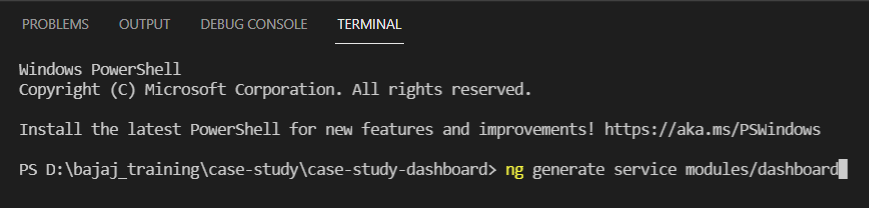 PROBLEMS OUTPUT DEBUG CONSOLE TERMINAL
Windows PowerShell
Copyright (C) Microsoft Corporation. All rights reserved.
Install the latest PowerShell for new features and improvements! https://aka.ms/PSWindows
PS D:\bajaj_training\case-study\case-study-dashboard> ng generate service modules/dashboard